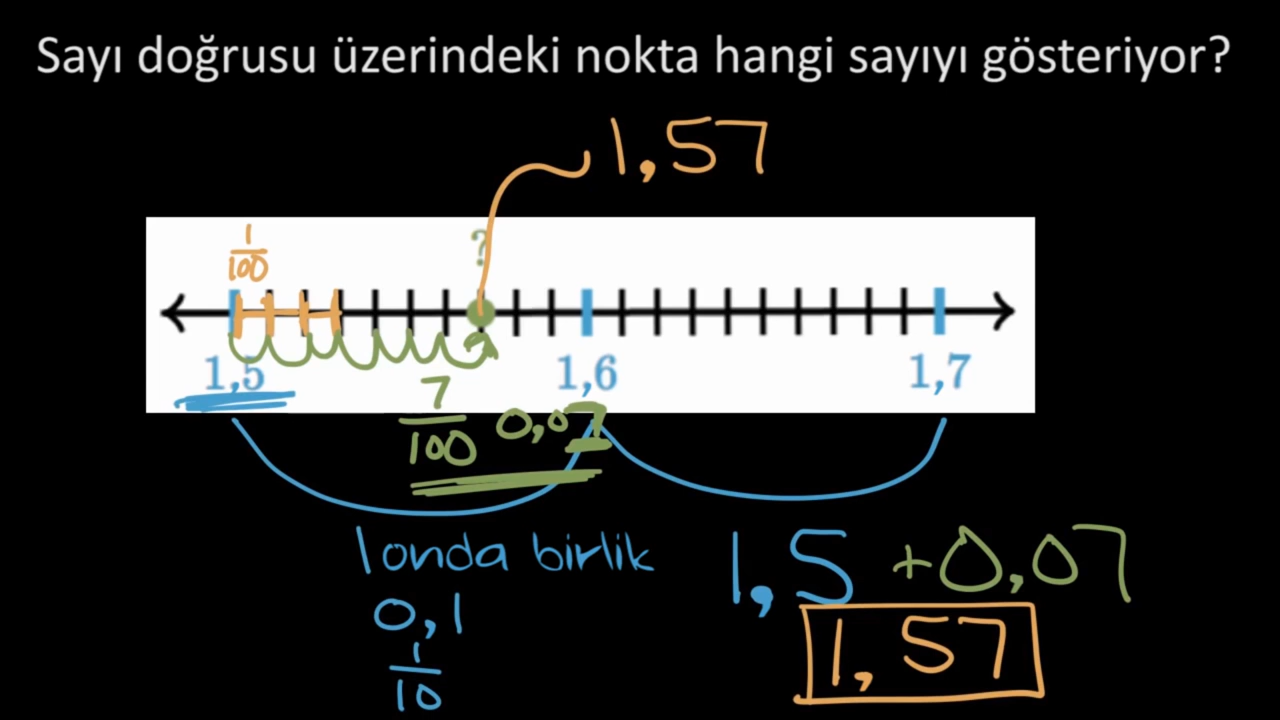 Sayı doğrusu üzerindeki nokta hangi sayıyı gösteriyor?
1,57
1/100
?
1,5 1,6 1,7
7/100 0,07
1 onda birlik
0,1
1/10
1,5 + 0,07
1,57